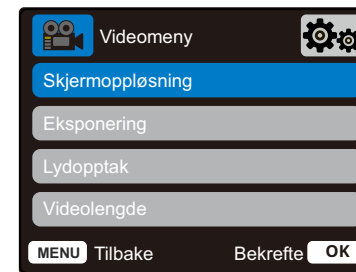 Videomeny
Skjermoppløsning
Eksponering
Lydopptak
Videolengde
MENU Tilbake Bekrefte OK